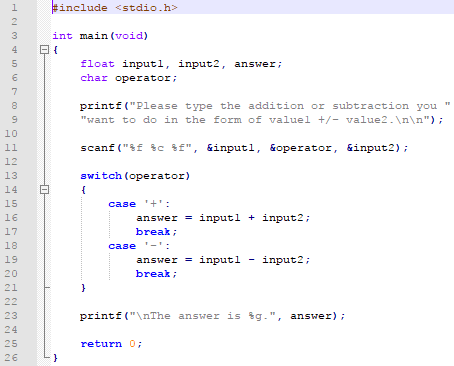 1 #include <stdio.h>
2
3 int main(void)
4 {
5 float input1, input2, answer;
6 char operator;
7
8 printf("Please type the addition or subtraction you "
9 "want to do in the form of value1 +/- value2.\n\n");
10
11 scanf("%f %c %f", &input1, &operator, &input2);
12
13 switch(operator)
14 {
15 case '+':
16 answer = input1 + input2;
17 break;
18 case '-':
19 answer = input1 - input2;
20 break;
21 }
22
23 printf("\nThe answer is %g.", answer);
24
25 return 0;
26 }